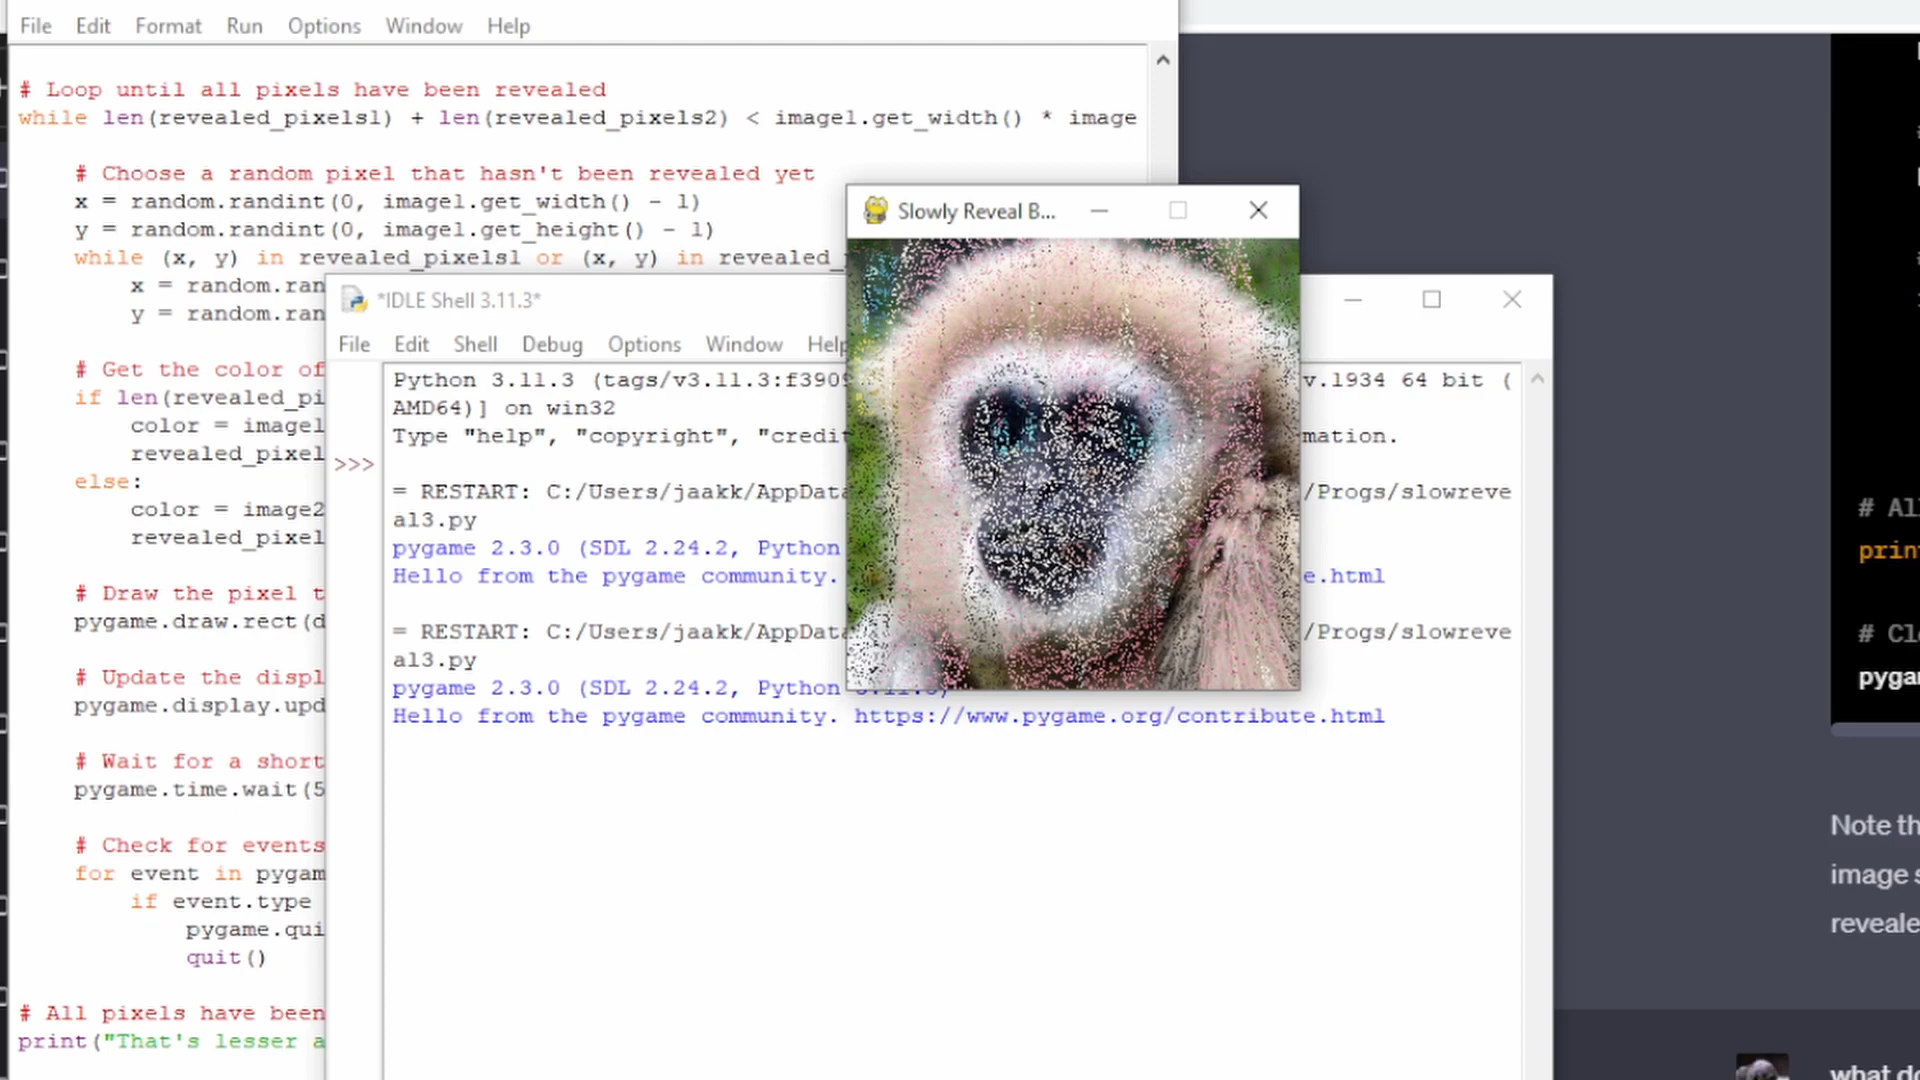 File Edit Format Run Options Window Help
# Loop until all pixels have been revealed
while len(revealed_pixels1) + len(revealed_pixels2) < image1.get_width() * image
# Choose a random pixel that hasn't been revealed yet
x = random.randint(0, image1.get_width() - 1)
y = random.randint(0, image1.get_height() - 1)
while (x, y) in revealed_pixels1 or (x, y) in revealed_
x = random.ran
y = random.ran
# Get the color of
if len(revealed_pi
color = image1
revealed_pixel
else:
color = image2
revealed_pixel
# Draw the pixel t
pygame.draw.rect(d
# Update the displ
pygame.display.upd
# Wait for a short
pygame.time.wait(5
# Check for events
for event in pygam
if event.type
pygame.qui
quit()
# All pixels have been
print("That's lesser a
Slowly Reveal B...
*IDLE Shell 3.11.3*
File Edit Shell Debug Options Window Help
Python 3.11.3 (tags/v3.11.3:f390 v.1934 64 bit (
AMD64)] on win32
Type "help", "copyright", "credit mation.
>>>
= RESTART: C:/Users/jaakk/AppData /Progs/slowreve
al3.py
pygame 2.3.0 (SDL 2.24.2, Python
Hello from the pygame community. e.html
= RESTART: C:/Users/jaakk/AppData /Progs/slowreve
al3.py
pygame 2.3.0 (SDL 2.24.2, Python
Hello from the pygame community. https://www.pygame.org/contribute.html
# Al
prin
# Cl
pyga
Note th
image s
reveale
what do